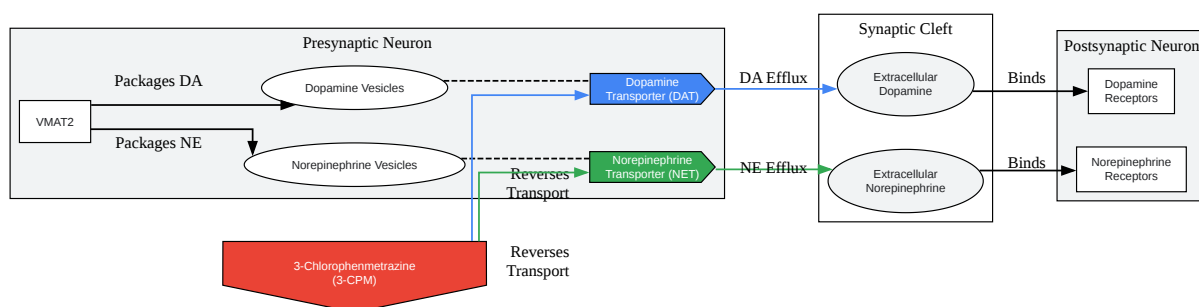 Synaptic Cleft
Presynaptic Neuron
Postsynaptic Neuron
Packages DA
Dopamine Vesicles
Dopamine
Transporter (DAT)
DA Efflux
Extracellular
Dopamine
Binds
Dopamine
Receptors
VMAT2
Packages NE
Norepinephrine Vesicles
Norepinephrine
Transporter (NET)
NE Efflux
Extracellular
Norepinephrine
Binds
Norepinephrine
Receptors
Reverses
Transport
3-Chlorophenmetrazine
(3-CPM)
Reverses
Transport